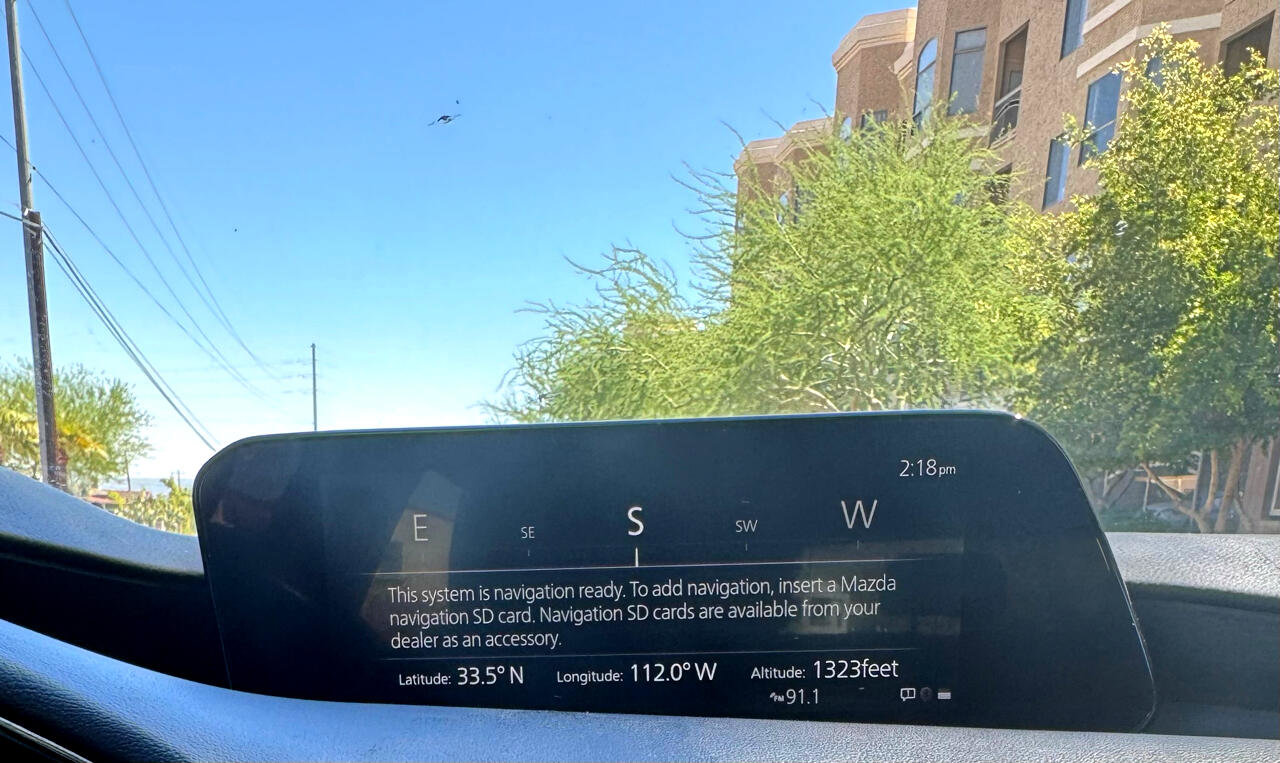 2:18pm
E SE S SW W
This system is navigation ready. To add navigation, insert a Mazda
navigation SD card. Navigation SD cards are available from your
dealer as an accessory.
Latitude: 33.5° N Longitude: 112.0° W Altitude: 1323feet
FM 91.1